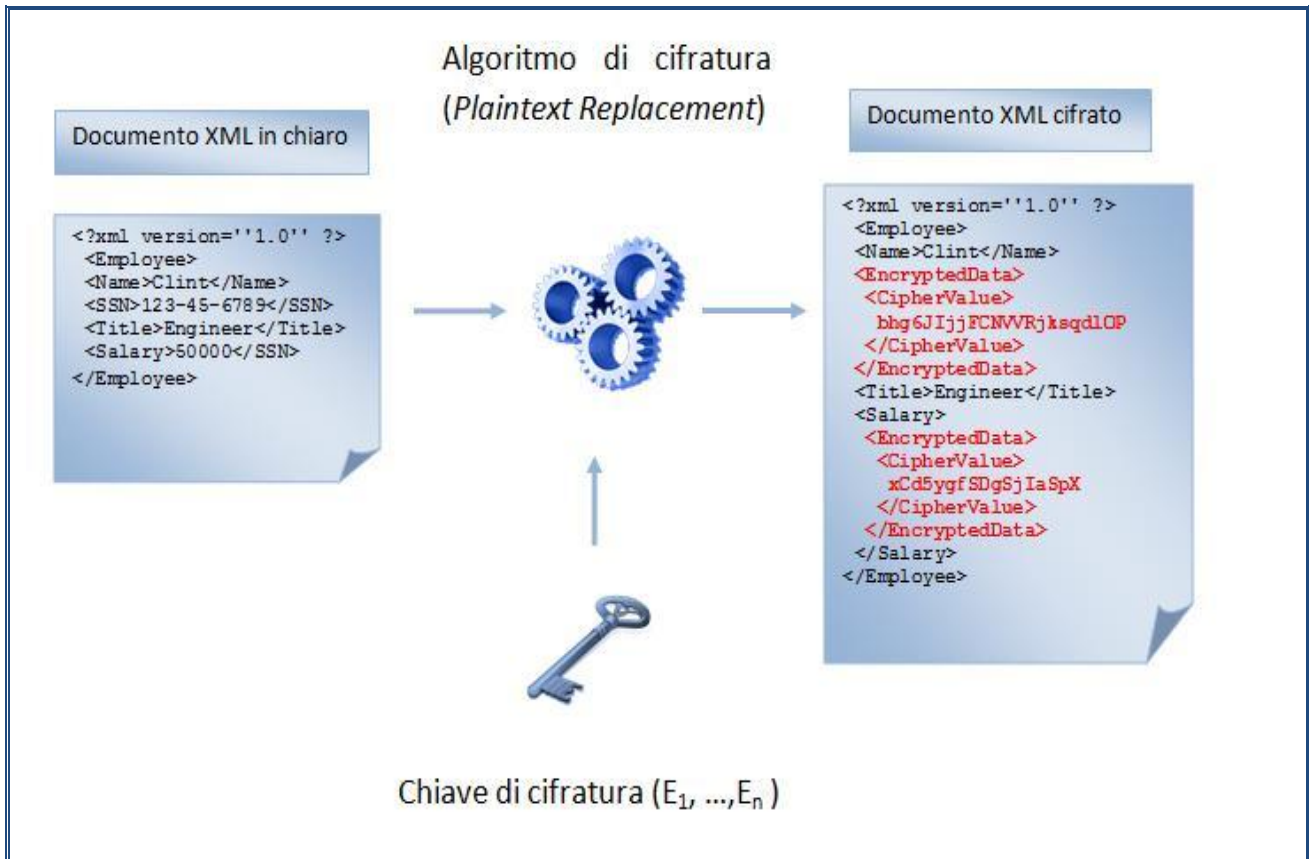 Algoritmo di cifratura
(Plaintext Replacement)
Documento XML in chiaro
<?xml version=''1.0'' ?>
<Employee>
<Name>Clint</Name>
<SSN>123-45-6789</SSN>
<Title>Engineer</Title>
<Salary>50000</SSN>
</Employee>
Documento XML cifrato
<?xml version=''1.0'' ?>
<Employee>
<Name>Clint</Name>
<EncryptedData>
<CipherValue>
bhg6JIjjFCNVVRjksqdlOP
</CipherValue>
</EncryptedData>
<Title>Engineer</Title>
<Salary>
<EncryptedData>
<CipherValue>
xCd5ygfSDgSjIaSpX
</CipherValue>
</EncryptedData>
</Salary>
</Employee>
Chiave di cifratura (E₁, ...,Eₙ )